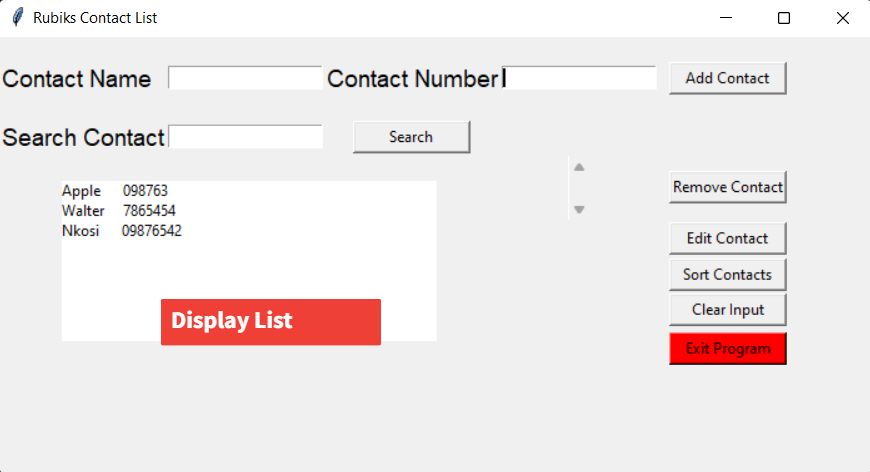 Rubiks Contact List
Contact Name Contact Number Add Contact
Search Contact Search
Remove Contact
Apple 098763
Walter 7865454
Nkosi 09876542
Edit Contact
Sort Contacts
Clear Input
Display List
Exit Program